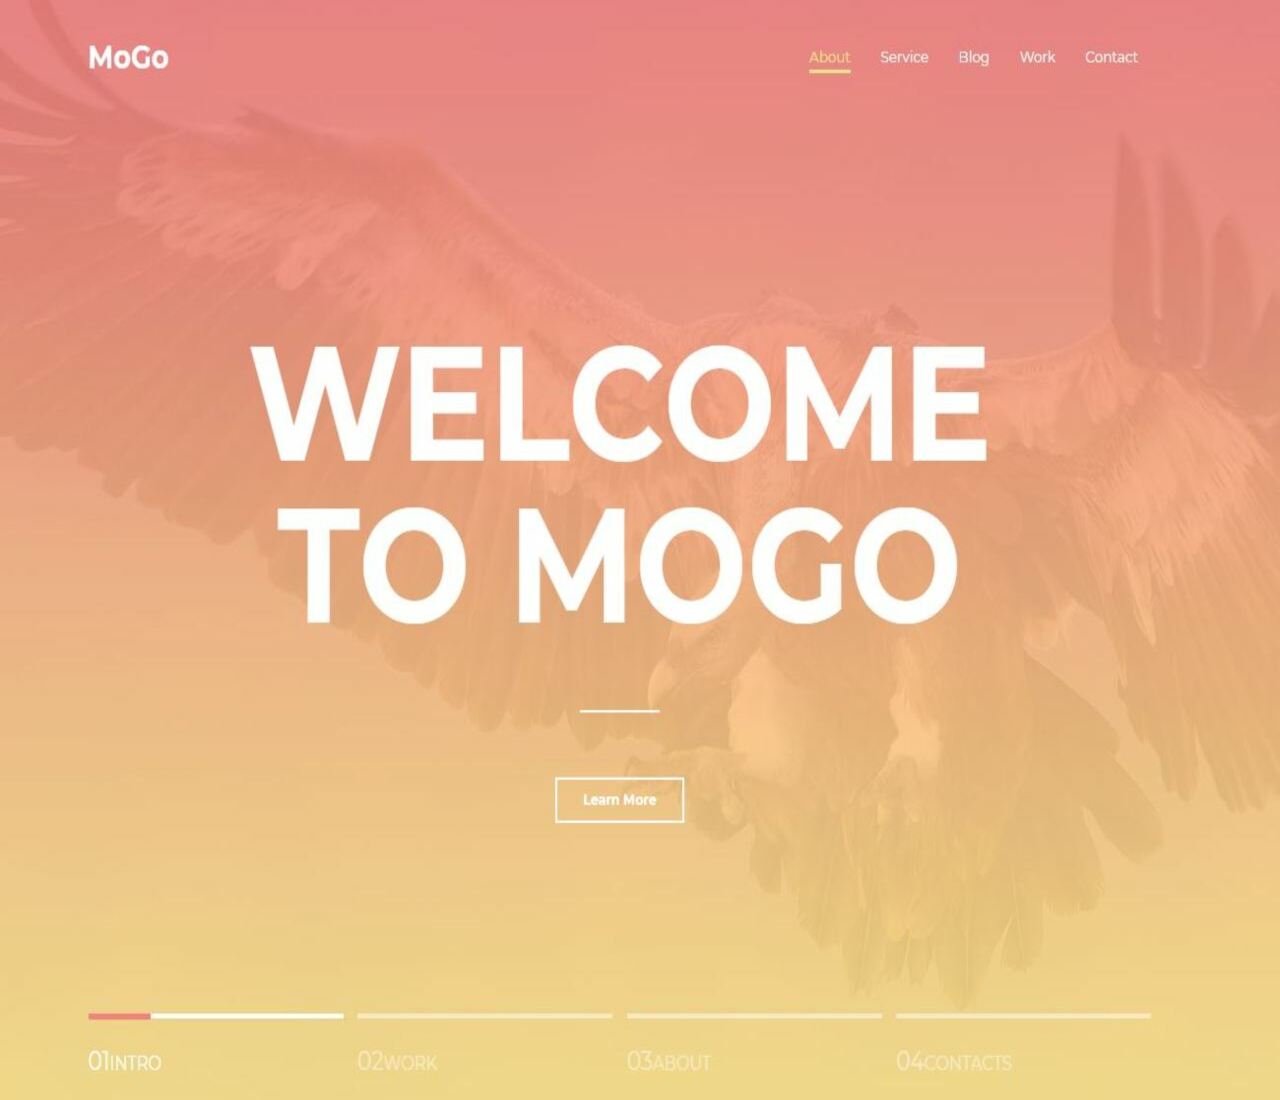 MoGo
About Service Blog Work Contact
WELCOME
TO MOGO
Learn More
01INTRO 02WORK 03ABOUT 04CONTACTS